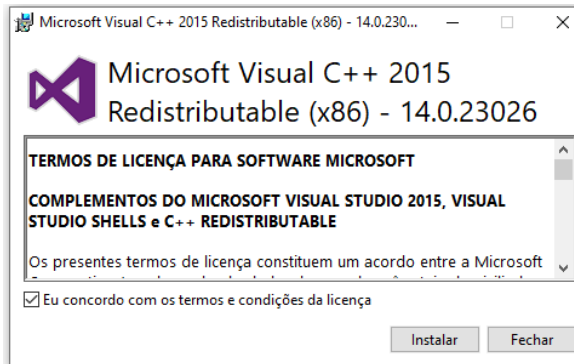 Microsoft Visual C++ 2015 Redistributable (x86) - 14.0.230...
Microsoft Visual C++ 2015
Redistributable (x86) - 14.0.23026
TERMOS DE LICENÇA PARA SOFTWARE MICROSOFT
COMPLEMENTOS DO MICROSOFT VISUAL STUDIO 2015, VISUAL
STUDIO SHELLS e C++ REDISTRIBUTABLE
Os presentes termos de licença constituem um acordo entre a Microsoft
Eu concordo com os termos e condições da licença
Instalar
Fechar